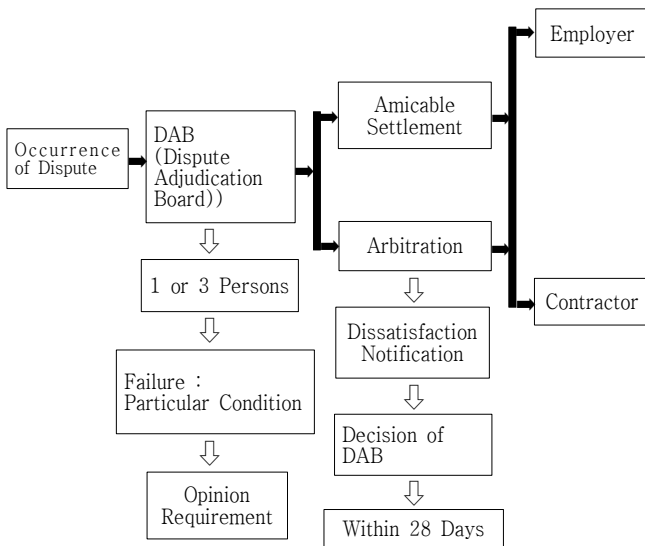 Occurrence
of Dispute
DAB
(Dispute
Adjudication
Board))
1 or 3 Persons
Failure :
Particular Condition
Opinion
Requirement
Amicable
Settlement
Arbitration
Dissatisfaction
Notification
Decision of
DAB
Within 28 Days
Employer
Contractor